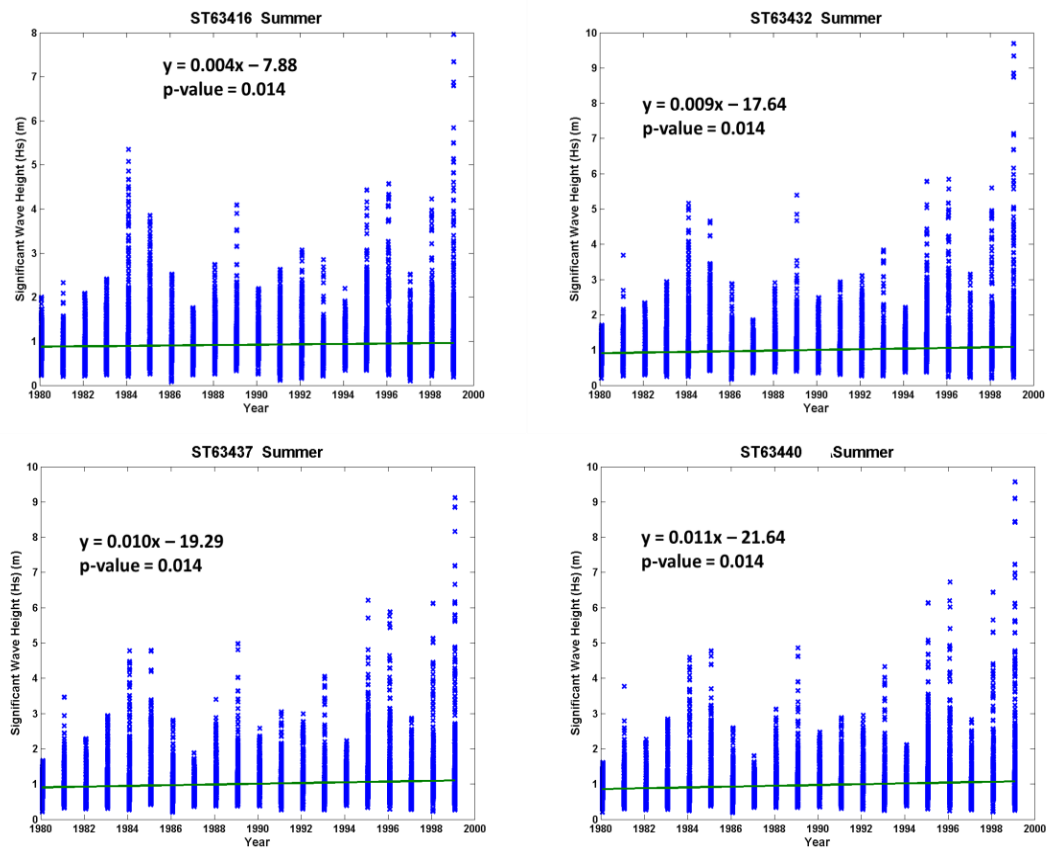 ST63416 Summer
8
7
6
5
4
3
2
1
0
Significant Wave Height (Hs) (m)
y = 0.004x – 7.88
p-value = 0.014
1980 1982 1984 1986 1988 1990 1992 1994 1996 1998 2000
Year
ST63432 Summer
10
9
8
7
6
5
4
3
2
1
0
Significant Wave Height (Hs) (m)
y = 0.009x – 17.64
p-value = 0.014
1980 1982 1984 1986 1988 1990 1992 1994 1996 1998 2000
Year
ST63437 Summer
10
9
8
7
6
5
4
3
2
1
0
Significant Wave Height (Hs) (m)
y = 0.010x – 19.29
p-value = 0.014
1980 1982 1984 1986 1988 1990 1992 1994 1996 1998 2000
Year
ST63440 Summer
10
9
8
7
6
5
4
3
2
1
0
Significant Wave Height (Hs) (m)
y = 0.011x – 21.64
p-value = 0.014
1980 1982 1984 1986 1988 1990 1992 1994 1996 1998 2000
Year